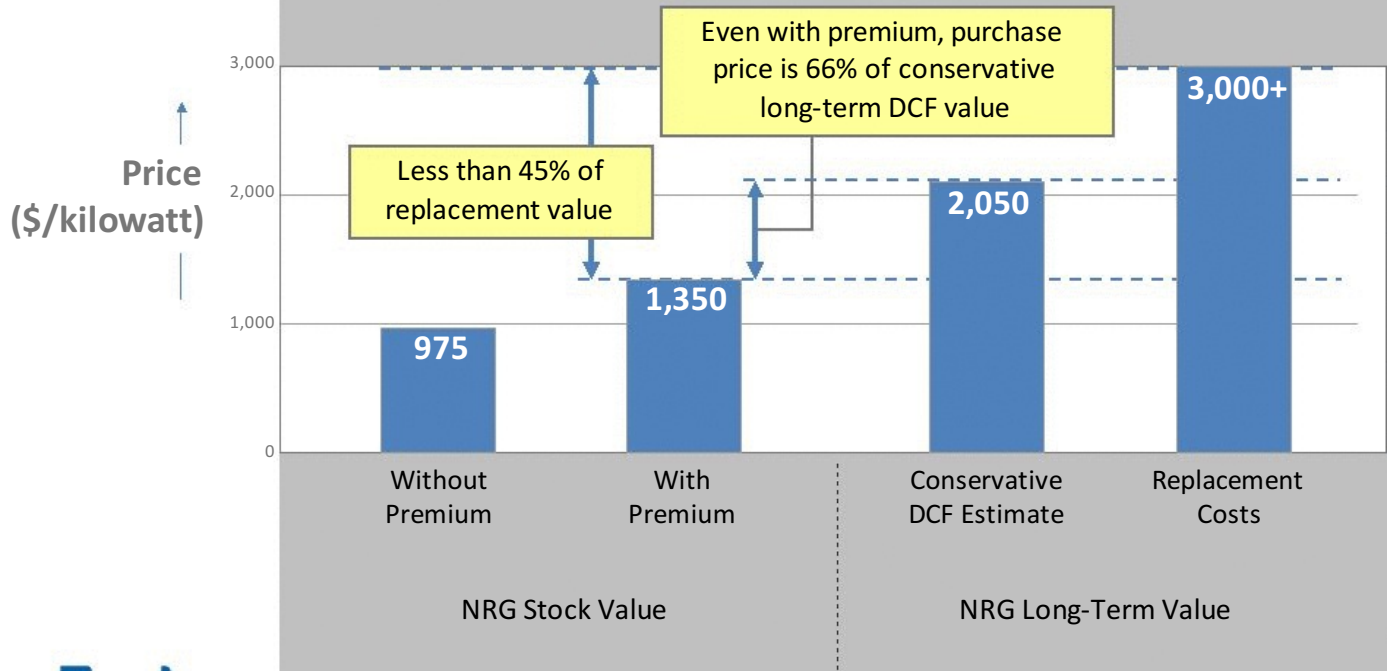 Even with premium, purchase
price is 66% of conservative
long-term DCF value
Less than 45% of
replacement value
Price
($/kilowatt)
3,000
2,000
1,000
0
975
1,350
2,050
3,000+
Without
Premium
With
Premium
Conservative
DCF Estimate
Replacement
Costs
NRG Stock Value
NRG Long-Term Value